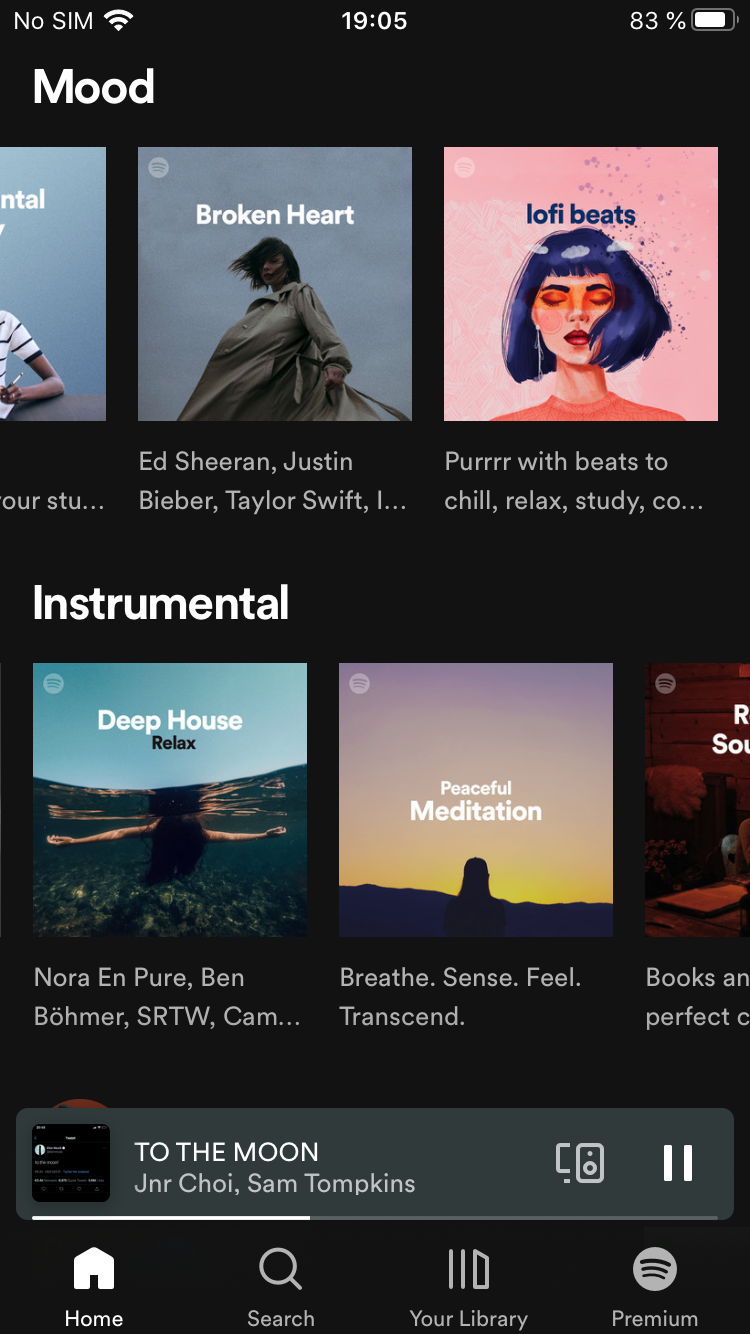 No SIM 19:05 83 %
Mood
ntal
y
Broken Heart
lofi beats
Ed Sheeran, Justin
Purrrr with beats to
your stu...
Bieber, Taylor Swift, I...
chill, relax, study, co...
Instrumental
Deep House
Relax
Peaceful
Meditation
R
Sou
Nora En Pure, Ben
Böhmer, SRTW, Cam...
Breathe. Sense. Feel.
Transcend.
Books an
perfect c
TO THE MOON
Jnr Choi, Sam Tompkins
Home Search Your Library Premium